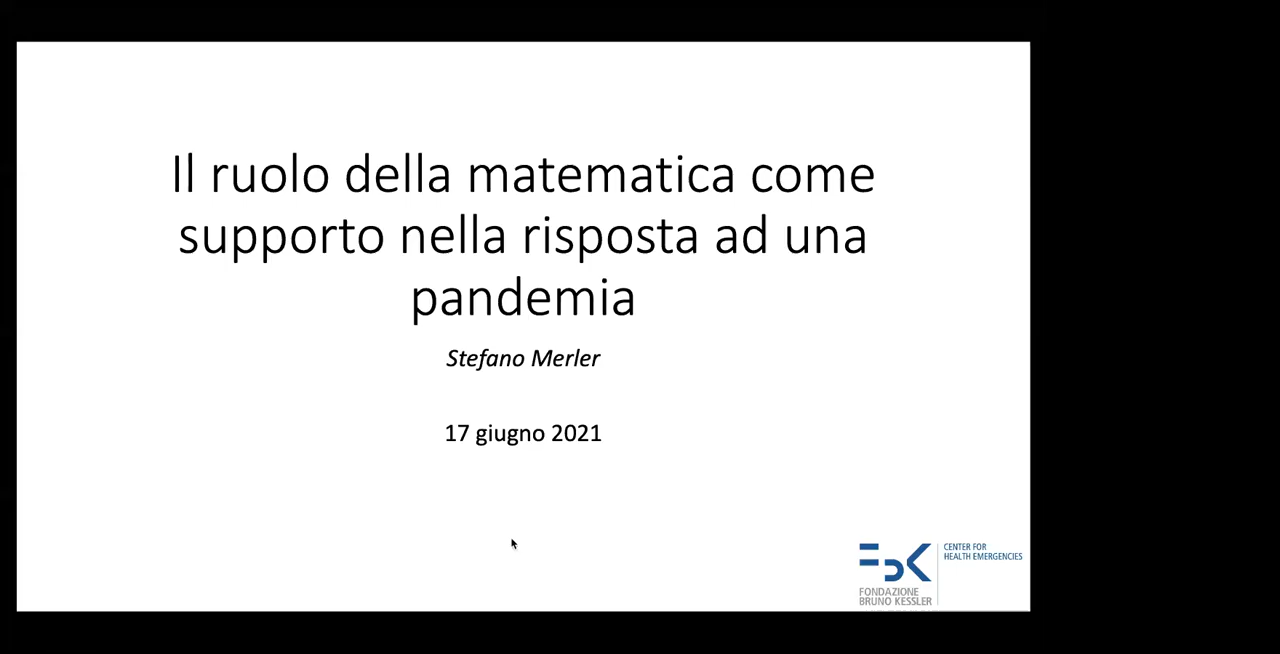 Il ruolo della matematica come
supporto nella risposta ad una
pandemia
Stefano Merler
17 giugno 2021
FBK
CENTER FOR
HEALTH EMERGENCIES
FONDAZIONE
BRUNO KESSLER